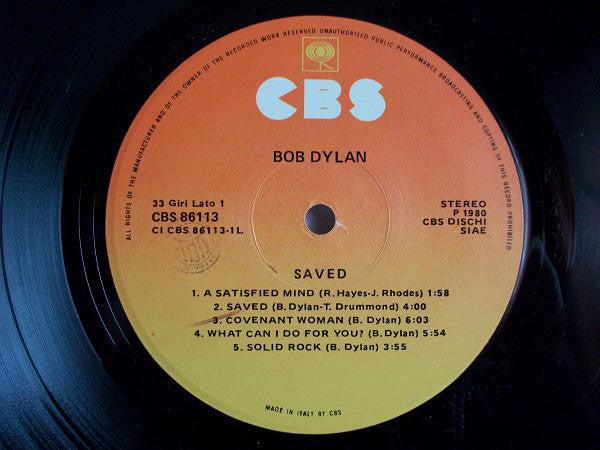 ALL RIGHTS OF THE MANUFACTURER AND OF THE OWNER OF THE RECORDED WORK RESERVED UNAUTHORIZED PUBLIC PERFORMANCE BROADCASTING AND COPYING OF THIS RECORD PROHIBITED
CBS
BOB DYLAN
33 Giri Lato 1
CBS 86113
CI CBS 86113-1L
STEREO
P 1980
CBS DISCHI
SIAE
SAVED
1. A SATISFIED MIND (R. Hayes-J. Rhodes) 1:58
2. SAVED (B. Dylan-T. Drummond) 4:00
3. COVENANT WOMAN (B. Dylan) 6:03
4. WHAT CAN I DO FOR YOU? (B. Dylan) 5:54
5. SOLID ROCK (B. Dylan) 3:55
MADE IN ITALY BY CBS